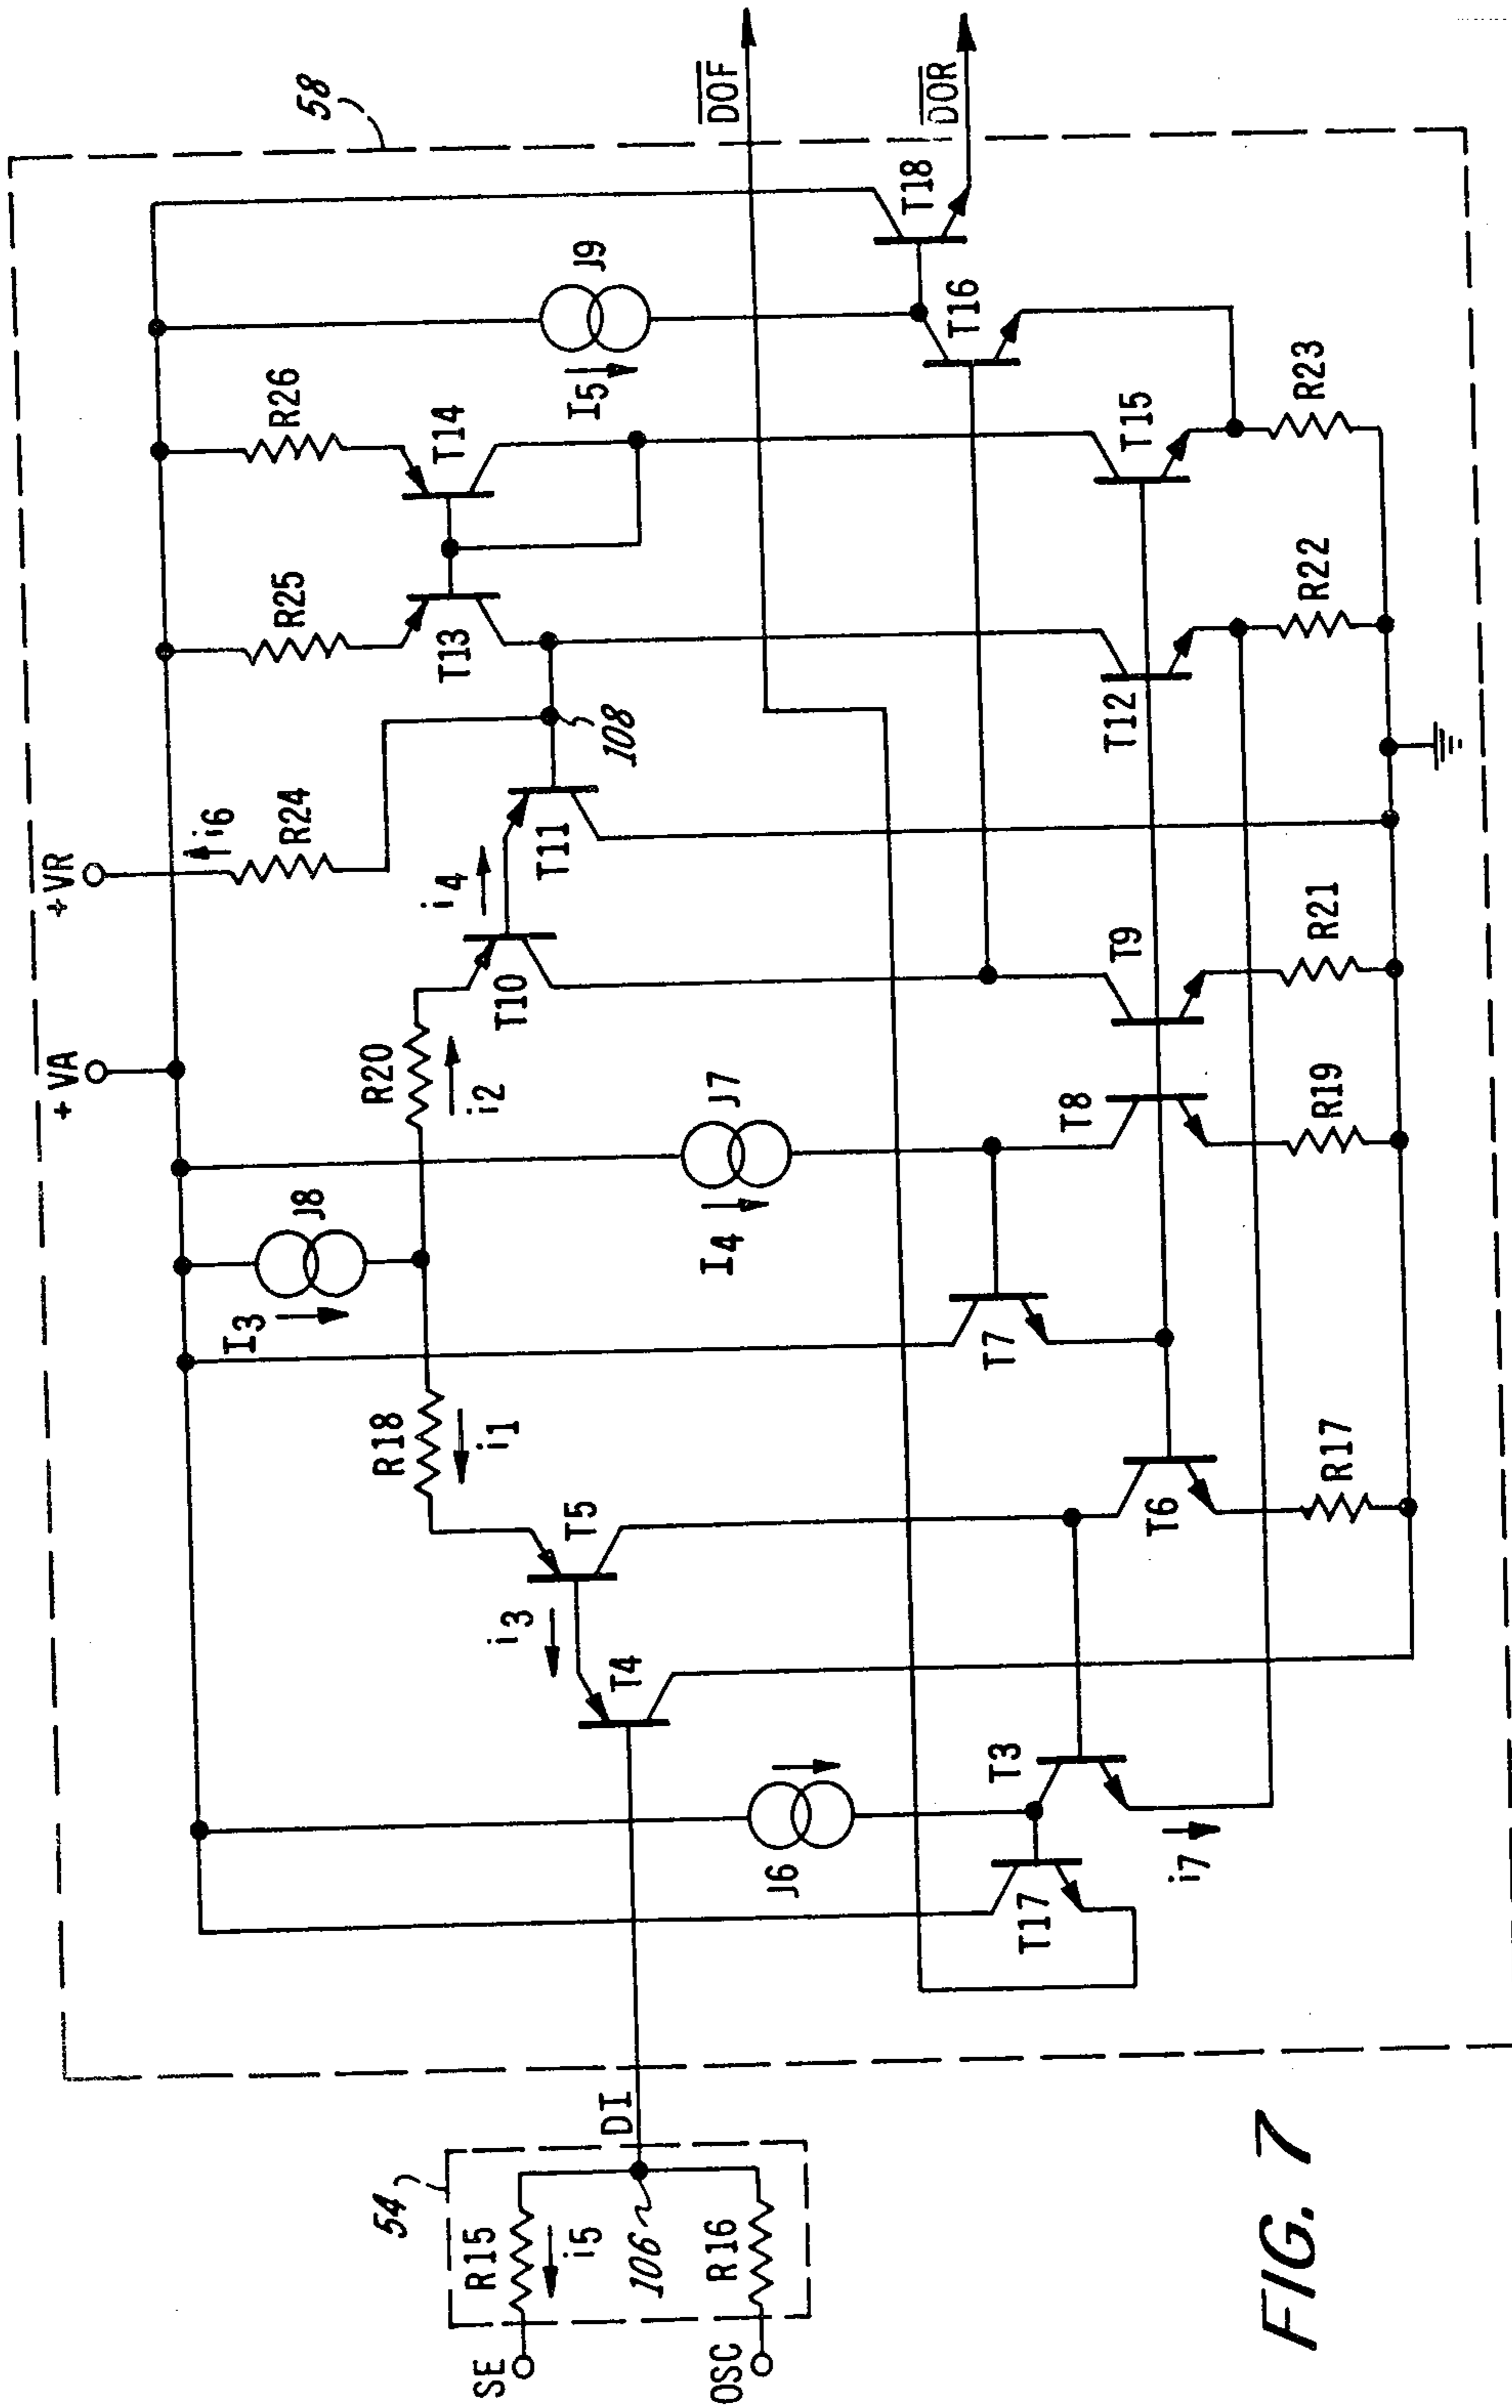 58
+VA
+VR
J8
I3
R18
i1
R20
i2
T5
i3
T4
T10
i4
T11
R24
i6
108
R25
T13
R26
T14
J9
I5
T18
T16
DOF
DOR
J7
I4
J6
T17
T3
i7
T7
T8
T9
T12
T15
T6
R17
R19
R21
R22
R23
54
R15
i5
106
R16
DI
SE
OSC
FIG. 7